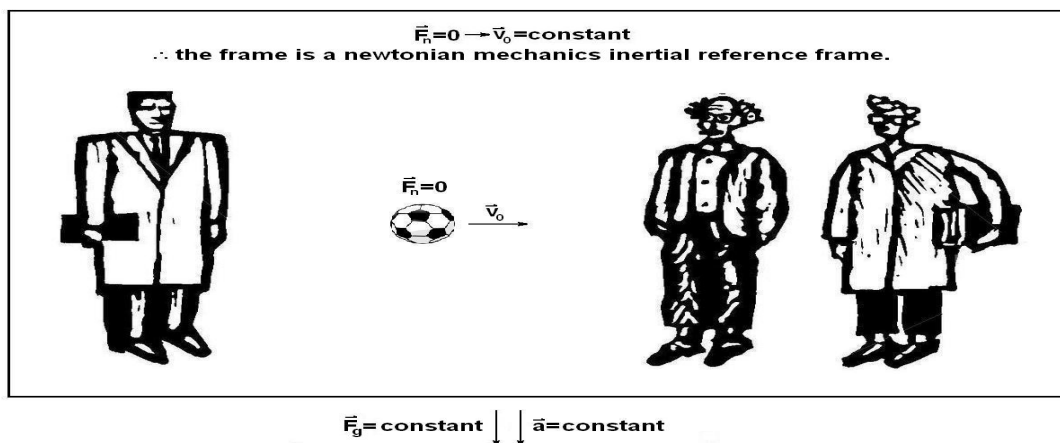 F⃗ₙ=0 → v⃗ₒ=constant
∴ the frame is a newtonian mechanics inertial reference frame.
F⃗ₙ=0
v⃗ₒ
F⃗g=constant ↓ ↓ a⃗=constant